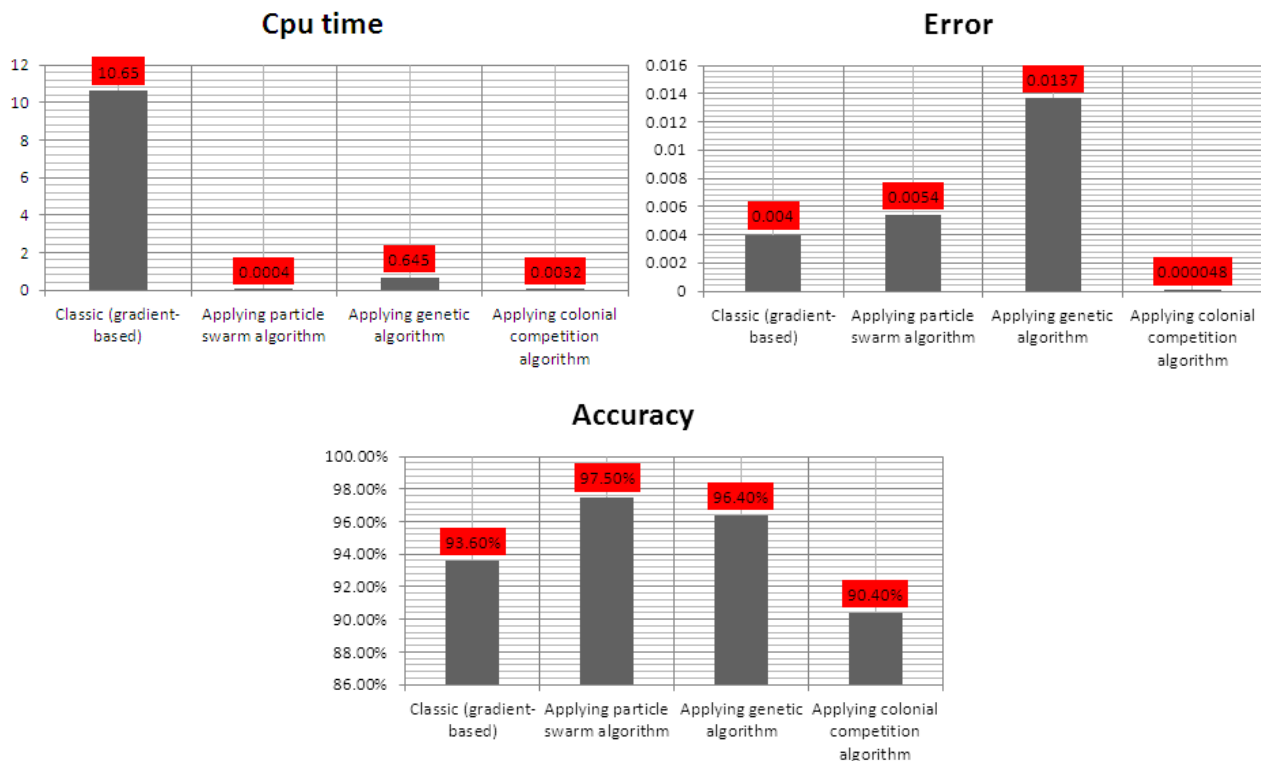 Cpu time
12
10
8
6
4
2
0
10.65
0.0004
0.645
0.0032
Classic (gradient-
based)
Applying particle
swarm algorithm
Applying genetic
algorithm
Applying colonial
competition
algorithm
Error
0.016
0.014
0.012
0.01
0.008
0.006
0.004
0.002
0
0.004
0.0054
0.0137
0.000048
Classic (gradient-
based)
Applying particle
swarm algorithm
Applying genetic
algorithm
Applying colonial
competition
algorithm
Accuracy
100.00%
98.00%
96.00%
94.00%
92.00%
90.00%
88.00%
86.00%
93.60%
97.50%
96.40%
90.40%
Classic (gradient-
based)
Applying particle
swarm algorithm
Applying genetic
algorithm
Applying colonial
competition
algorithm